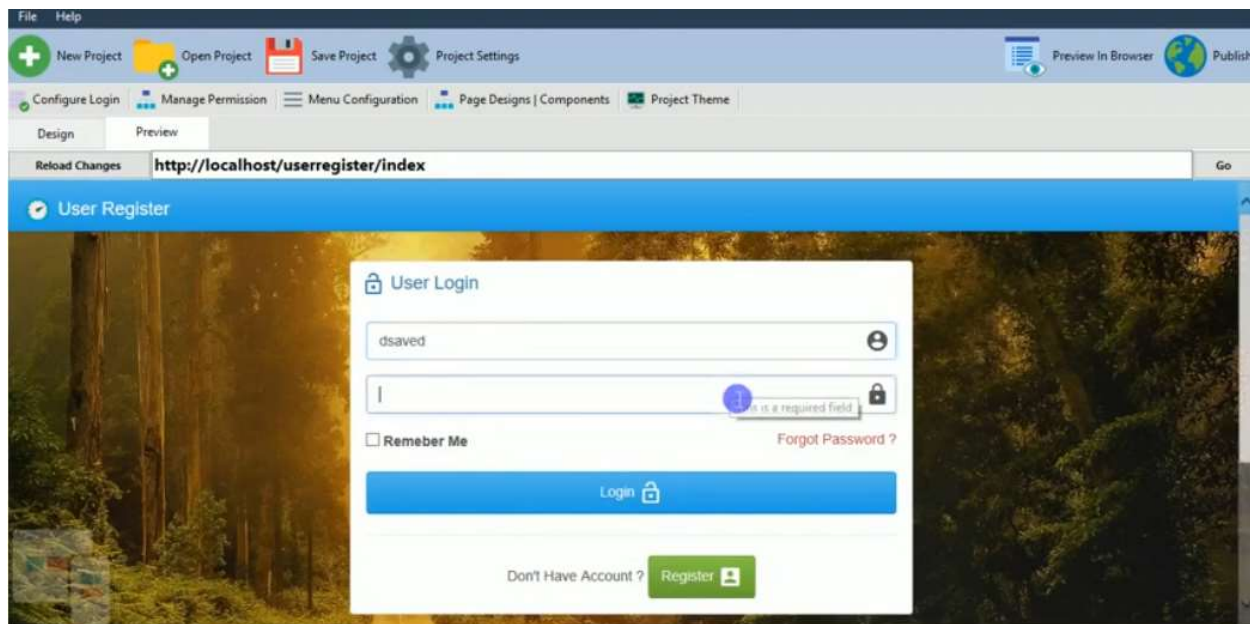 File Help
New Project Open Project Save Project Project Settings Preview In Browser Publish
Configure Login Manage Permission Menu Configuration Page Designs | Components Project Theme
Design Preview
Reload Changes http://localhost/userregister/index Go
User Register
User Login
dsaved
is a required field
Remeber Me Forgot Password ?
Login
Don't Have Account ? Register